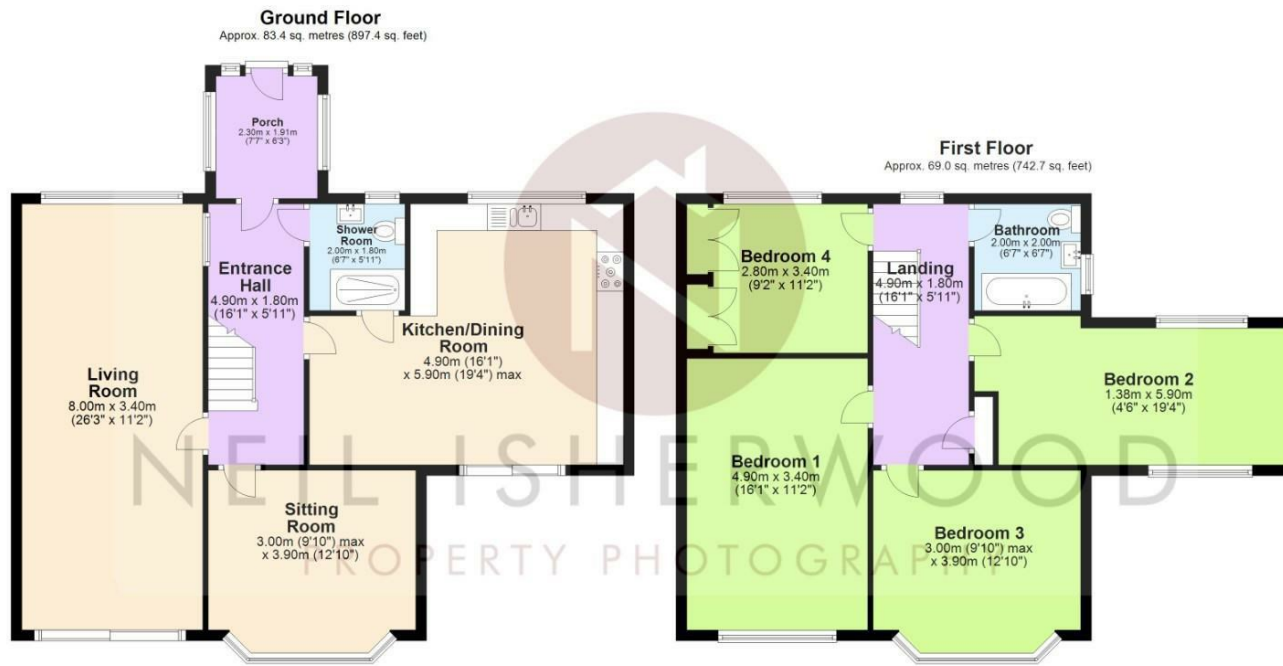 Ground Floor
Approx. 83.4 sq. metres (897.4 sq. feet)
Porch
2.30m x 1.91m
(7'7" x 6'3")
Shower
Room
2.00m x 1.80m
(6'7" x 5'11")
Entrance
Hall
4.90m x 1.80m
(16'1" x 5'11")
Kitchen/Dining
Room
4.90m (16'1")
x 5.90m (19'4") max
Living
Room
8.00m x 3.40m
(26'3" x 11'2")
Sitting
Room
3.00m (9'10") max
x 3.90m (12'10")
First Floor
Approx. 69.0 sq. metres (742.7 sq. feet)
Bedroom 4
2.80m x 3.40m
(9'2" x 11'2")
Landing
4.90m x 1.80m
(16'1" x 5'11")
Bathroom
2.00m x 2.00m
(6'7" x 6'7")
Bedroom 2
1.38m x 5.90m
(4'6" x 19'4")
Bedroom 1
4.90m x 3.40m
(16'1" x 11'2")
Bedroom 3
3.00m (9'10") max
x 3.90m (12'10")
NEIL ISHERWOOD
PROPERTY PHOTOGRAPHY